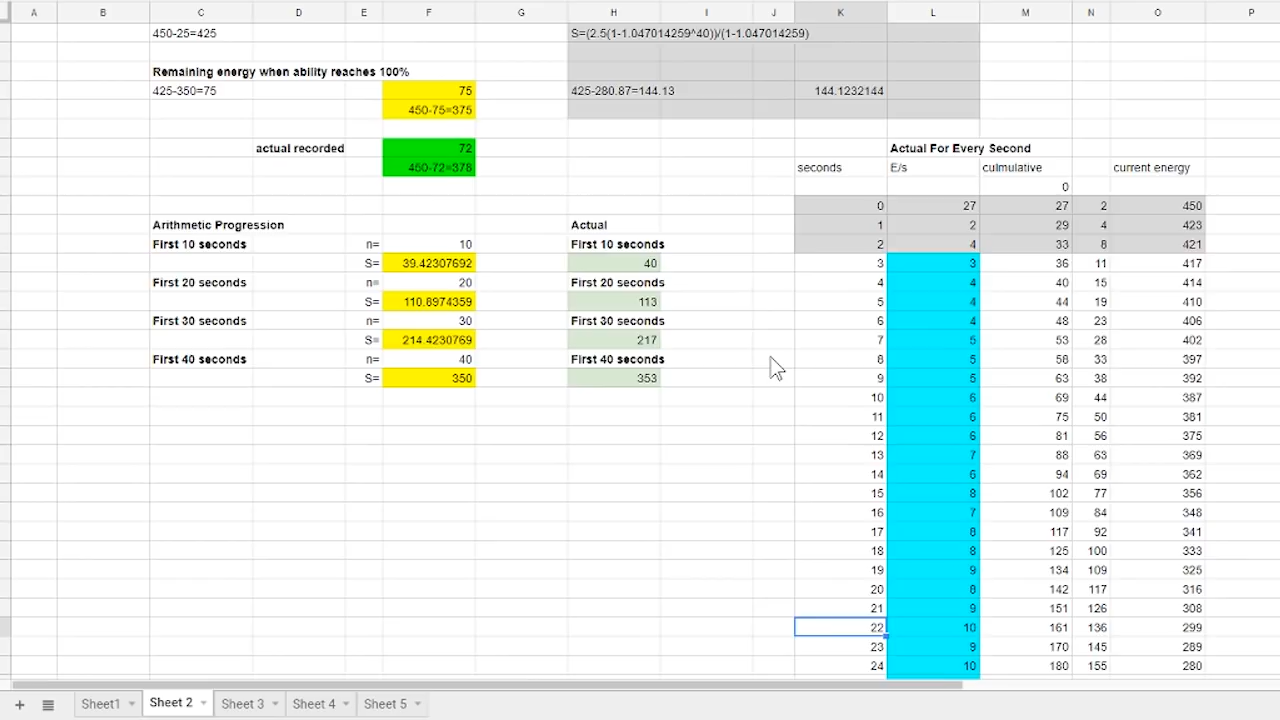 A B C D E F G H I J K L M N O P
450-25=425 S=(2.5(1-1.047014259^40))/(1-1.047014259)
Remaining energy when ability reaches 100%
425-350=75 75 425-280.87=144.13 144.1232144
450-75=375
actual recorded 72 Actual For Every Second
450-72=378 seconds E/s culmulative current energy
0
0 27 27 2 450
Arithmetic Progression Actual 1 2 29 4 423
First 10 seconds n= 10 First 10 seconds 2 4 33 8 421
S= 39.42307692 40 3 3 36 11 417
First 20 seconds n= 20 First 20 seconds 4 4 40 15 414
S= 110.8974359 113 5 4 44 19 410
First 30 seconds n= 30 First 30 seconds 6 4 48 23 406
S= 214.4230769 217 7 5 53 28 402
First 40 seconds n= 40 First 40 seconds 8 5 58 33 397
S= 350 353 9 5 63 38 392
10 6 69 44 387
11 6 75 50 381
12 6 81 56 375
13 7 88 63 369
14 6 94 69 362
15 8 102 77 356
16 7 109 84 348
17 8 117 92 341
18 8 125 100 333
19 9 134 109 325
20 8 142 117 316
21 9 151 126 308
22 10 161 136 299
23 9 170 145 289
24 10 180 155 280
Sheet1 Sheet 2 Sheet 3 Sheet 4 Sheet 5